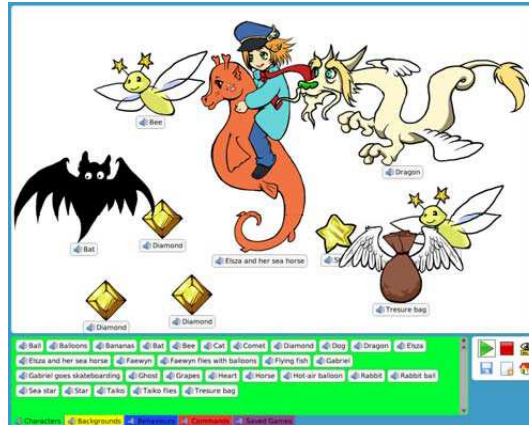 Bee
Dragon
Bat
Diamond
Elsza and her sea horse
Tresure bag
Diamond
Diamond
Ball Balloons Bananas Bat Bee Cat Comet Diamond Dog Dragon Elsza
Elsza and her sea horse Faewyn Faewyn flies with balloons Flying fish Gabriel
Gabriel goes skateboarding Ghost Grapes Heart Horse Hot-air balloon Rabbit Rabbit ball
Sea star Star Taiko Taiko flies Tresure bag
Characters Backgrounds Behaviours Commands Saved Games